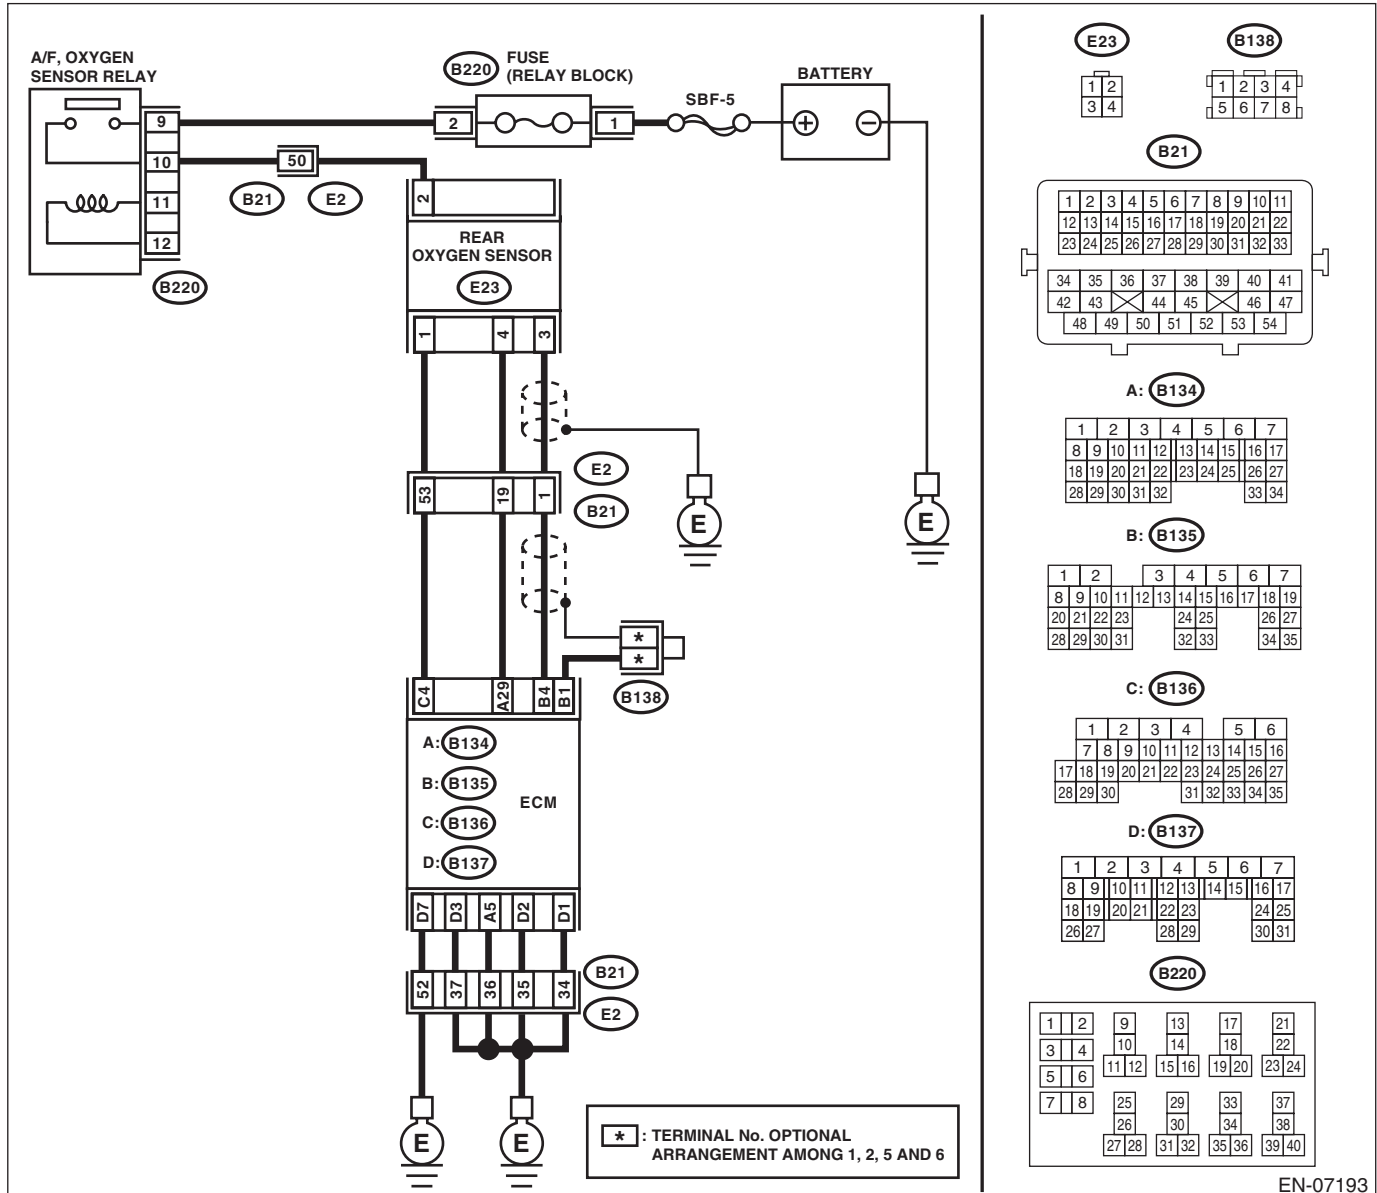 A/F, OXYGEN
SENSOR RELAY
9
10
11
12
B220
B220
FUSE
(RELAY BLOCK)
2
1
SBF-5
BATTERY
+
−
50
B21
E2
2
REAR
OXYGEN SENSOR
E23
1
4
3
E2
B21
53
19
1
E
E
*
*
B138
C4
A29
B4
B1
A: B134
B: B135
C: B136
D: B137
ECM
D7
D3
A5
D2
D1
B21
E2
52
37
36
35
34
E
E
* : TERMINAL No. OPTIONAL
ARRANGEMENT AMONG 1, 2, 5 AND 6
E23
1 2
3 4
B138
1 2 3 4
5 6 7 8
B21
1 2 3 4 5 6 7 8 9 10 11
12 13 14 15 16 17 18 19 20 21 22
23 24 25 26 27 28 29 30 31 32 33
34 35 36 37 38 39 40 41
42 43 44 45 46 47
48 49 50 51 52 53 54
A: B134
1 2 3 4 5 6 7
8 9 10 11 12 13 14 15 16 17
18 19 20 21 22 23 24 25 26 27
28 29 30 31 32 33 34
B: B135
1 2 3 4 5 6 7
8 9 10 11 12 13 14 15 16 17 18 19
20 21 22 23 24 25 26 27
28 29 30 31 32 33 34 35
C: B136
1 2 3 4 5 6
7 8 9 10 11 12 13 14 15 16
17 18 19 20 21 22 23 24 25 26 27
28 29 30 31 32 33 34 35
D: B137
1 2 3 4 5 6 7
8 9 10 11 12 13 14 15 16 17
18 19 20 21 22 23 24 25
26 27 28 29 30 31
B220
1 2 9 13 17 21
3 4 10 14 18 22
5 6 11 12 15 16 19 20 23 24
7 8 25 29 33 37
26 30 34 38
27 28 31 32 35 36 39 40
EN-07193